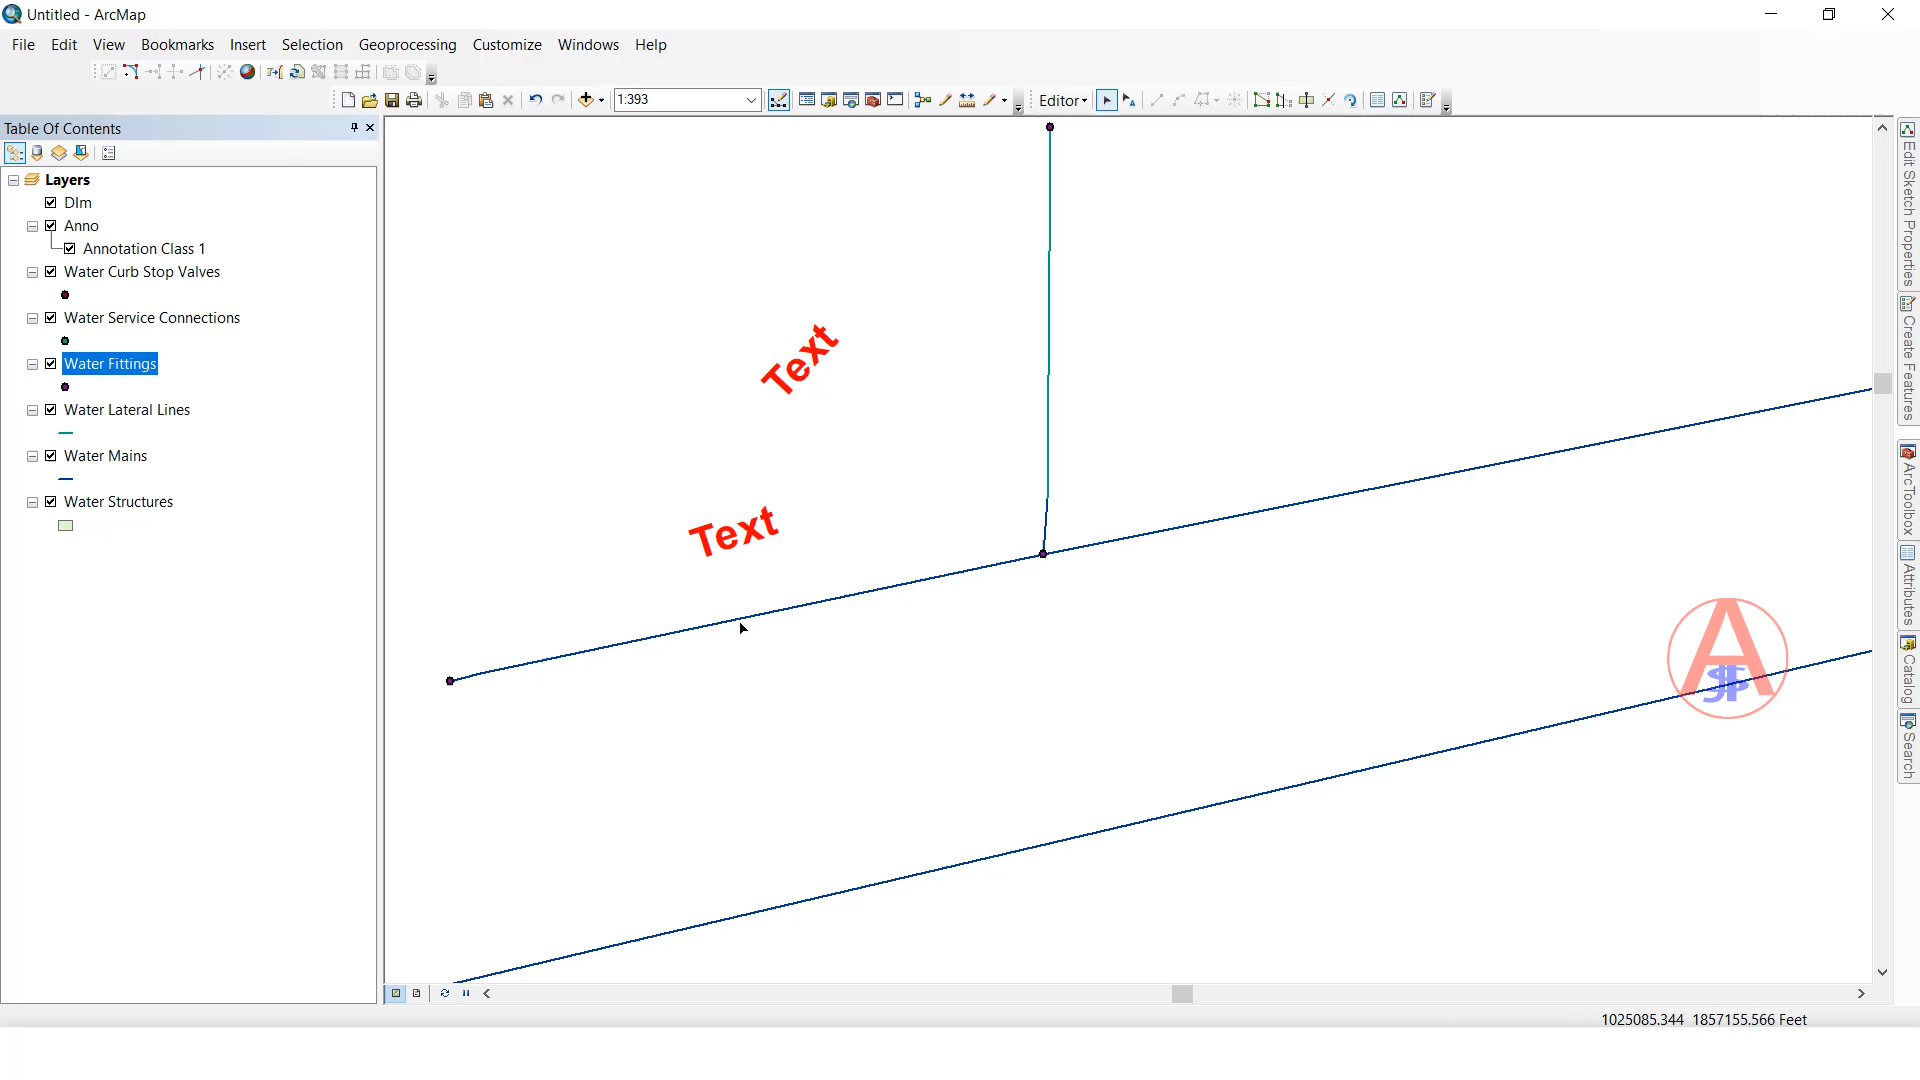 Untitled - ArcMap
File Edit View Bookmarks Insert Selection Geoprocessing Customize Windows Help
1:393
Editor
Table Of Contents
Layers
DIm
Anno
Annotation Class 1
Water Curb Stop Valves
Water Service Connections
Water Fittings
Water Lateral Lines
Water Mains
Water Structures
Text
Text
Edit Sketch Properties
Create Features
ArcToolbox
Attributes
Catalog
Search
1025085.344 1857155.566 Feet